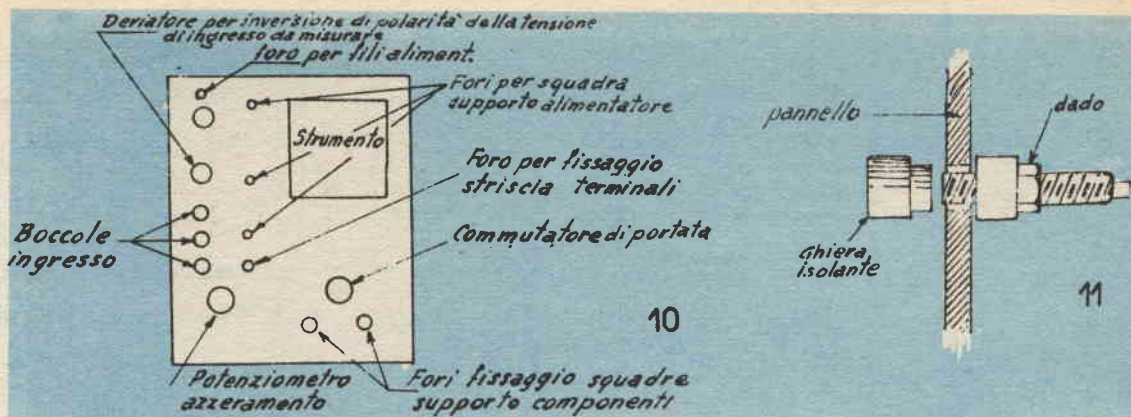 Deviatore per inversione di polarità della tensione
di ingresso da misurare
foro per fili aliment.
Fori per squadra
supporto alimentatore
Strumento
Foro per fissaggio
striscia terminali
Boccole
ingresso
Commutatore di portata
10
Potenziometro
azzeramento
Fori fissaggio squadre
supporto componenti
pannello
dado
Ghiera
isolante
11